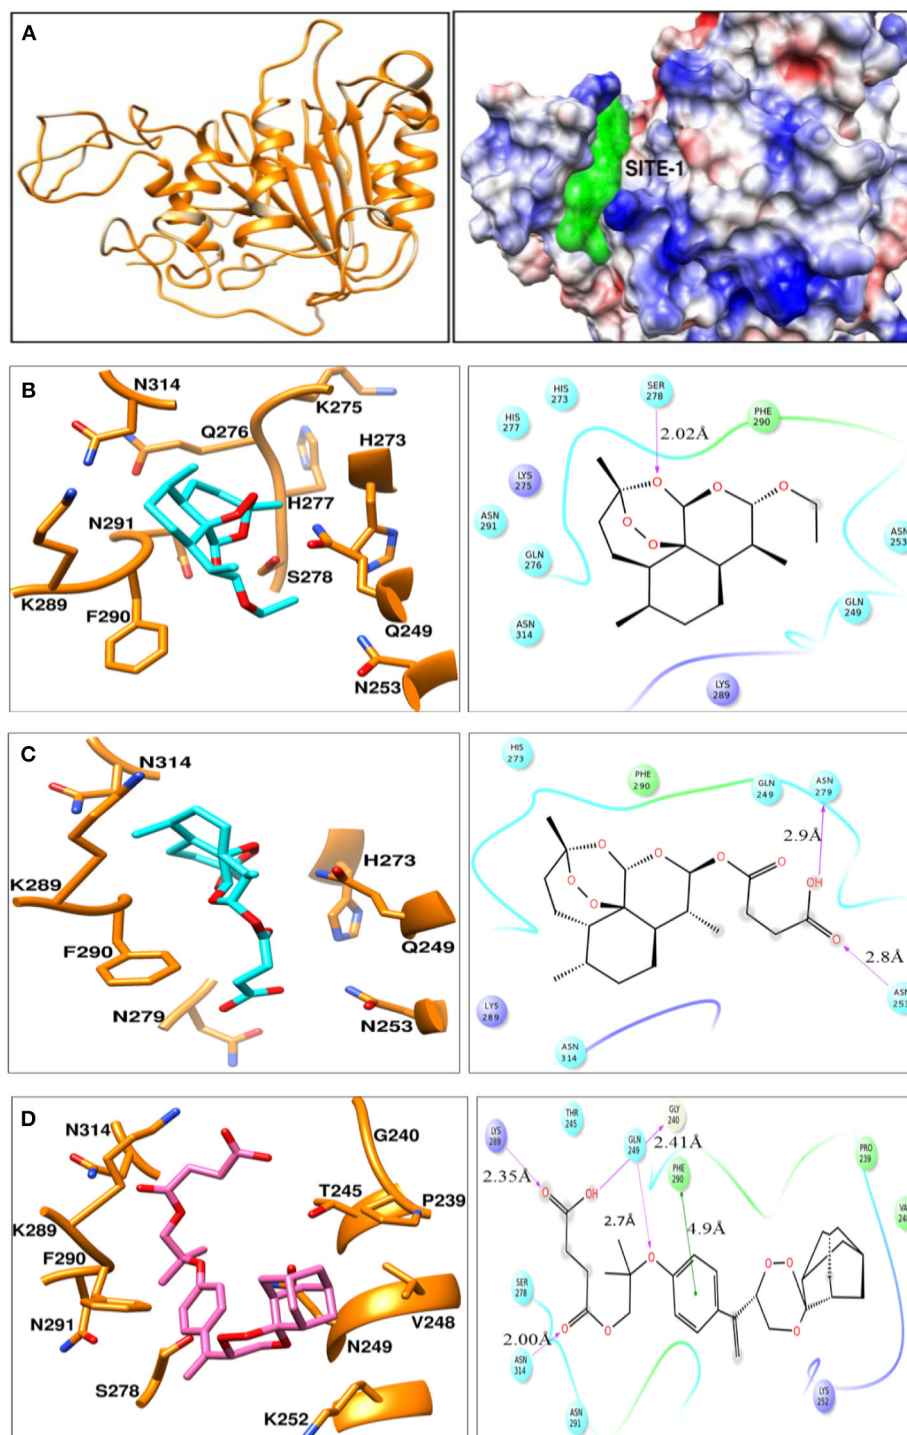 A
SITE-1
B
N314
K275
Q276
H273
H277
N291
S278
K289
F290
Q249
N253
HIS
273
SER
278
PHE
290
HIS
277
2.02Å
LYS
275
O
O
O
O
O
ASN
291
ASN
253
GLN
276
GLN
249
ASN
314
LYS
289
C
N314
H273
K289
Q249
F290
N279
N253
HIS
273
PHE
290
GLN
249
ASN
279
2.9Å
O
O
O
O
O
O
OH
O
2.8Å
LYS
289
ASN
253
ASN
314
D
N314
G240
T245
P239
K289
F290
N291
V248
N249
S278
K252
LYS
289
THR
245
GLY
240
GLN
249
2.41Å
PHE
290
PRO
239
2.35Å
O
OH
2.7Å
4.9Å
O
O
O
O
O
O
SER
278
2.00Å
ASN
314
ASN
291
LYS
252